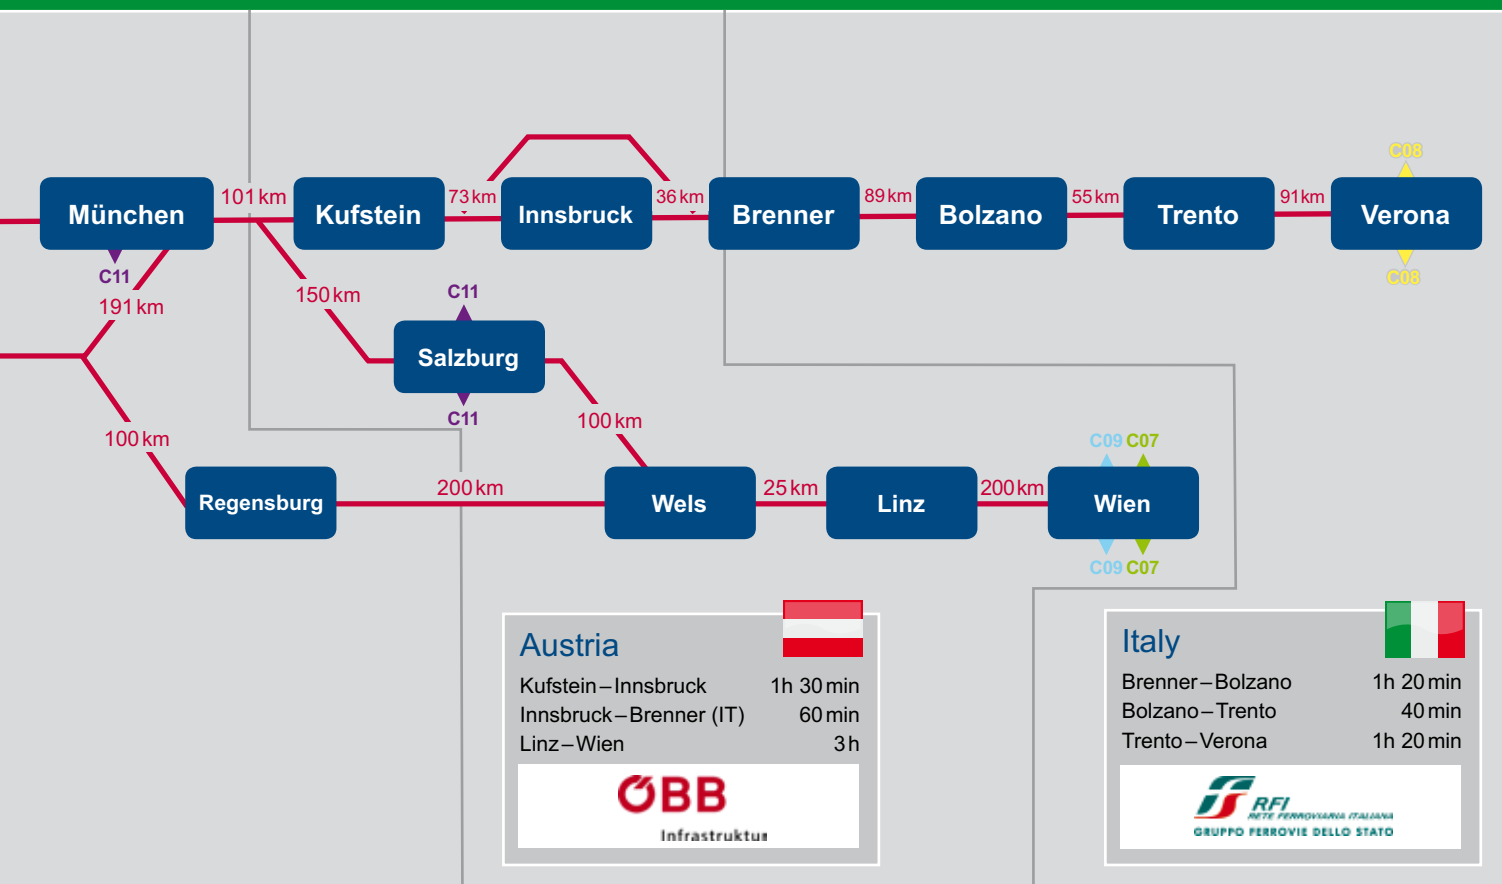 C08
München
101 km
Kufstein
73 km
Innsbruck
36 km
Brenner
89 km
Bolzano
55 km
Trento
91 km
Verona
C08
C11
191 km
150 km
C11
Salzburg
C11
100 km
100 km
C09 C07
Regensburg
200 km
Wels
25 km
Linz
200 km
Wien
C09 C07
Austria
Kufstein – Innsbruck 1h 30 min
Innsbruck – Brenner (IT) 60 min
Linz – Wien 3 h
ÖBB
Infrastruktur
Italy
Brenner – Bolzano 1h 20 min
Bolzano – Trento 40 min
Trento – Verona 1h 20 min
RFI
RETE FERROVIARIA ITALIANA
GRUPPO FERROVIE DELLO STATO